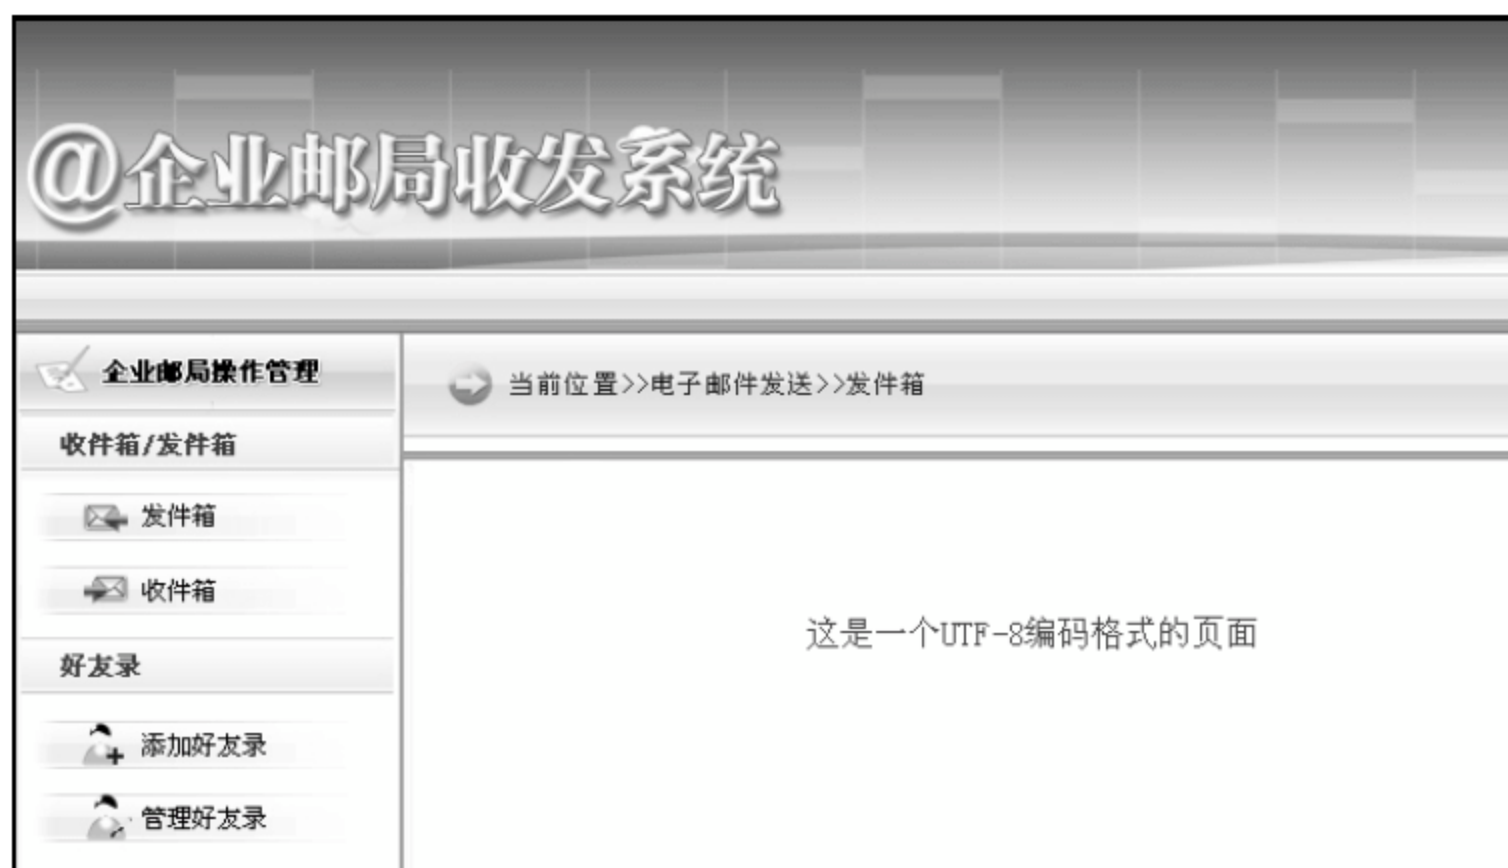 @企业邮局收发系统
企业邮局操作管理
当前位置>>电子邮件发送>>发件箱
收件箱/发件箱
发件箱
收件箱
这是一个UTF-8编码格式的页面
好友录
添加好友录
管理好友录